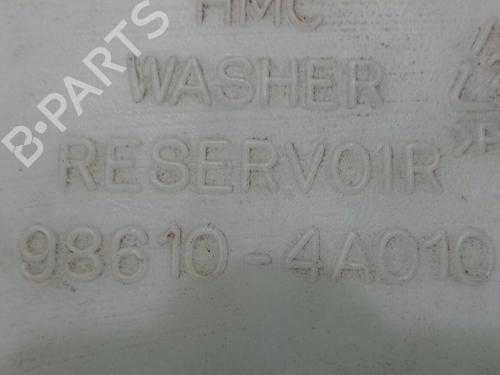 B-PARTS
HMC
WASHER
RESERVOIR
98610-4A010